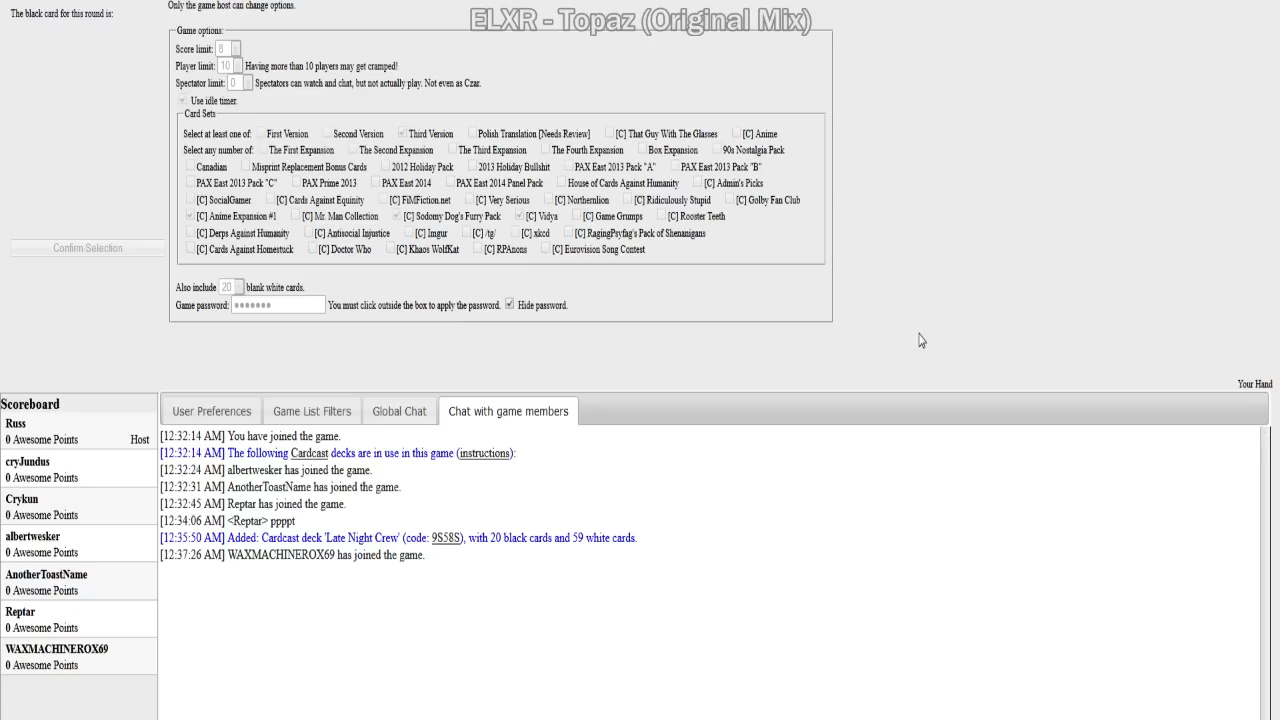 The black card for this round is:
Only the game host can change options.
ELXR - Topaz (Original Mix)
Game options:
Score limit: 8
Player limit: 10 Having more than 10 players may get cramped!
Spectator limit: 0 Spectators can watch and chat, but not actually play. Not even as Czar.
Use idle timer.
Card Sets
Select at least one of: First Version Second Version Third Version Polish Translation [Needs Review] [C] That Guy With The Glasses [C] Anime
Select any number of: The First Expansion The Second Expansion The Third Expansion The Fourth Expansion Box Expansion 90s Nostalgia Pack
Canadian Misprint Replacement Bonus Cards 2012 Holiday Pack 2013 Holiday Bullshit PAX East 2013 Pack "A" PAX East 2013 Pack "B"
PAX East 2013 Pack "C" PAX Prime 2013 PAX East 2014 PAX East 2014 Panel Pack House of Cards Against Humanity [C] Admin's Picks
[C] SocialGamer [C] Cards Against Equinity [C] FiMFiction.net [C] Very Serious [C] Northernlion [C] Ridiculously Stupid [C] Golby Fan Club
[C] Anime Expansion #1 [C] Mr. Man Collection [C] Sodomy Dog's Furry Pack [C] Vidya [C] Game Grumps [C] Rooster Teeth
[C] Derps Against Humanity [C] Antisocial Injustice [C] Imgur [C] /tg/ [C] xkcd [C] RagingPsyfag's Pack of Shenanigans
[C] Cards Against Homestuck [C] Doctor Who [C] Khaos WolfKat [C] RPAnons [C] Eurovision Song Contest
Confirm Selection
Also include 20 blank white cards.
Game password: ●●●●●●● You must click outside the box to apply the password. Hide password.
Your Hand
Scoreboard
Russ
0 Awesome Points Host
cryJundus
0 Awesome Points
Crykun
0 Awesome Points
albertwesker
0 Awesome Points
AnotherToastName
0 Awesome Points
Reptar
0 Awesome Points
WAXMACHINEROX69
0 Awesome Points
User Preferences Game List Filters Global Chat Chat with game members
[12:32:14 AM] You have joined the game.
[12:32:14 AM] The following Cardcast decks are in use in this game (instructions):
[12:32:24 AM] albertwesker has joined the game.
[12:32:31 AM] AnotherToastName has joined the game.
[12:32:45 AM] Reptar has joined the game.
[12:34:06 AM] <Reptar> ppppt
[12:35:50 AM] Added: Cardcast deck 'Late Night Crew' (code: 9S58S), with 20 black cards and 59 white cards.
[12:37:26 AM] WAXMACHINEROX69 has joined the game.